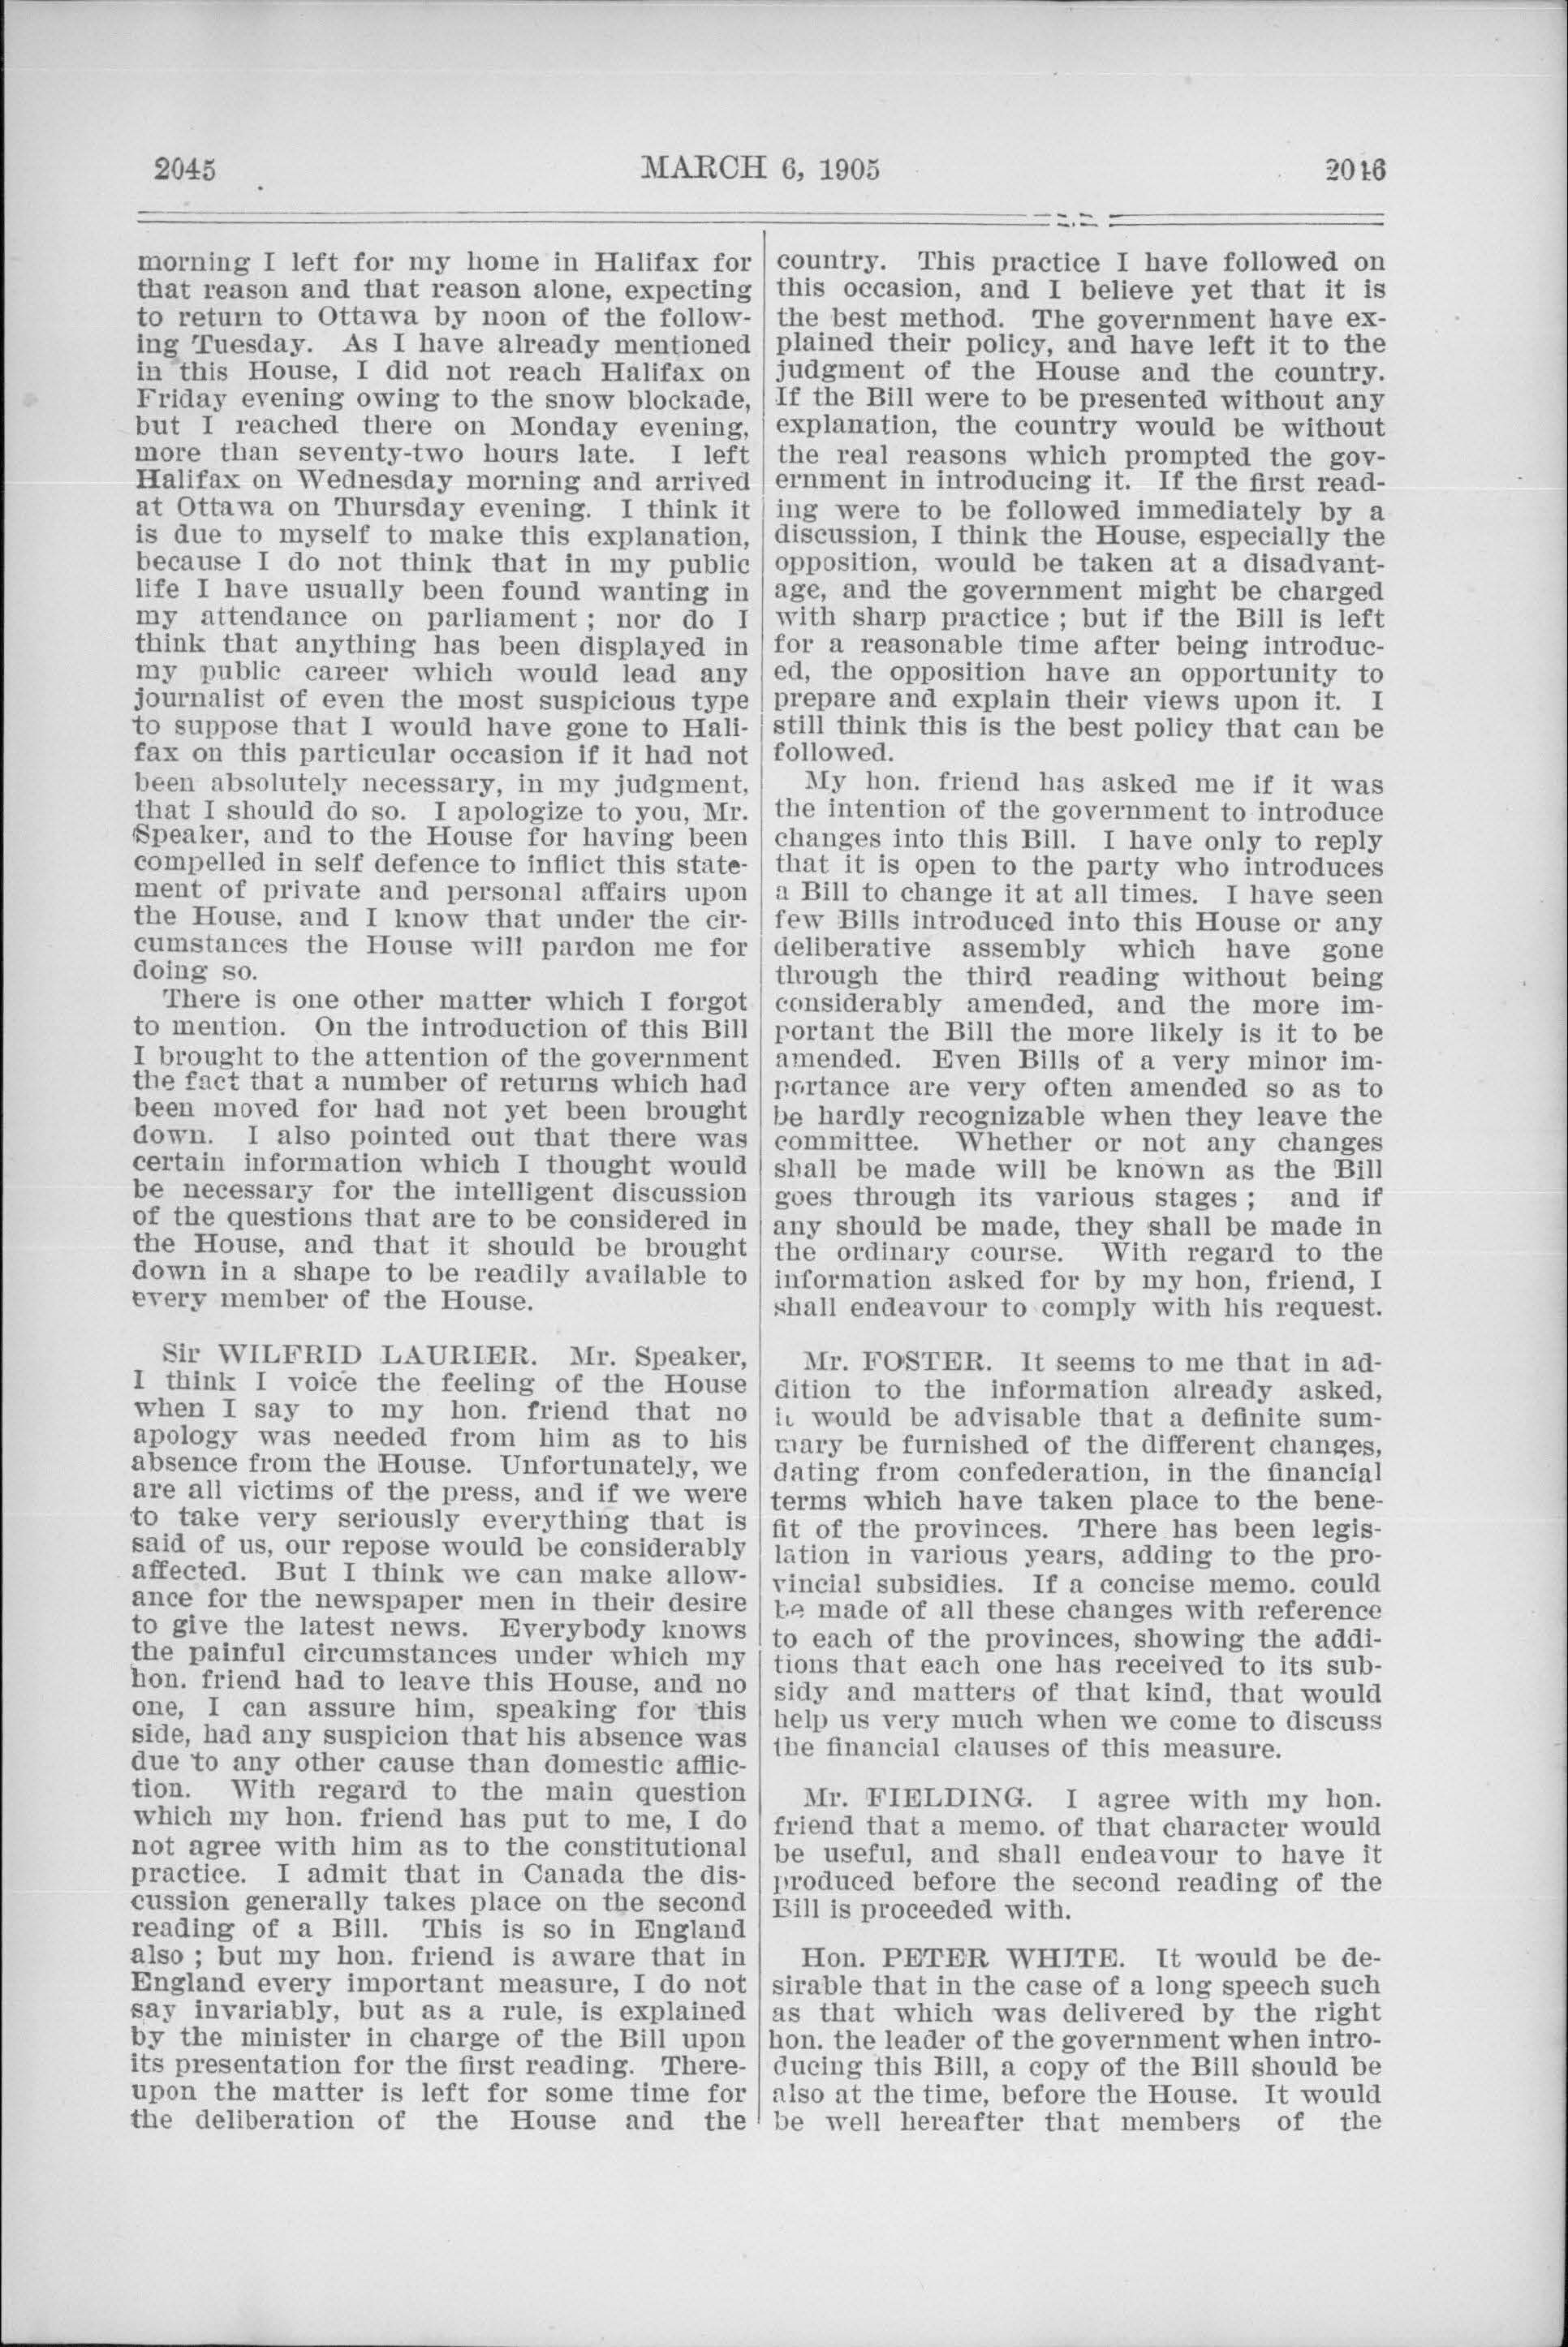 2045 MARCH 6, 1905 2046
morning I left for my home in Halifax for
that reason and that reason alone, expecting
to return to Ottawa by noon of the follow-
ing Tuesday. As I have already mentioned
in this House, I did not reach Halifax on
Friday evening owing to the snow blockade,
but I reached there on Monday evening,
more than seventy-two hours late. I left
Halifax on Wednesday morning and arrived
at Ottawa on Thursday evening. I think it
is due to myself to make this explanation,
because I do not think that in my public
life I have usually been found wanting in
my attendance on parliament ; nor do I
think that anything has been displayed in
my public career which would lead any
journalist of even the most suspicious type
to suppose that I would have gone to Hali-
fax on this particular occasion if it had not
been absolutely necessary, in my judgment,
that I should do so. I apologize to you, Mr.
Speaker, and to the House for having been
compelled in self defence to inflict this state-
ment of private and personal affairs upon
the House, and I know that under the cir-
cumstances the House will pardon me for
doing so.
There is one other matter which I forgot
to mention. On the introduction of this Bill
I brought to the attention of the government
the fact that a number of returns which had
been moved for had not yet been brought
down. I also pointed out that there was
certain information which I thought would
be necessary for the intelligent discussion
of the questions that are to be considered in
the House, and that it should be brought
down in a shape to be readily available to
every member of the House.
Sir WILFRID LAURIER. Mr. Speaker,
I think I voice the feeling of the House
when I say to my hon. friend that no
apology was needed from him as to his
absence from the House. Unfortunately, we
are all victims of the press, and if we were
to take very seriously everything that is
said of us, our repose would be considerably
affected. But I think we can make allow-
ance for the newspaper men in their desire
to give the latest news. Everybody knows
the painful circumstances under which my
hon. friend had to leave this House, and no
one, I can assure him, speaking for this
side, had any suspicion that his absence was
due to any other cause than domestic afflic-
tion. With regard to the main question
which my hon. friend has put to me, I do
not agree with him as to the constitutional
practice. I admit that in Canada the dis-
cussion generally takes place on the second
reading of a Bill. This is so in England
also ; but my hon. friend is aware that in
England every important measure, I do not
say invariably, but as a rule, is explained
by the minister in charge of the Bill upon
its presentation for the first reading. There-
upon the matter is left for some time for
the deliberation of the House and the
country. This practice I have followed on
this occasion, and I believe yet that it is
the best method. The government have ex-
plained their policy, and have left it to the
judgment of the House and the country.
If the Bill were to be presented without any
explanation, the country would be without
the real reasons which prompted the gov-
ernment in introducing it. If the first read-
ing were to be followed immediately by a
discussion, I think the House, especially the
opposition, would be taken at a disadvant-
age, and the government might be charged
with sharp practice ; but if the Bill is left
for a reasonable time after being introduc-
ed, the opposition have an opportunity to
prepare and explain their views upon it. I
still think this is the best policy that can be
followed.
My hon. friend has asked me if it was
the intention of the government to introduce
changes into this Bill. I have only to reply
that it is open to the party who introduces
a Bill to change it at all times. I have seen
few Bills introduced into this House or any
deliberative assembly which have gone
through the third reading without being
considerably amended, and the more im-
portant the Bill the more likely is it to be
amended. Even Bills of a very minor im-
portance are very often amended so as to
be hardly recognizable when they leave the
committee. Whether or not any changes
shall be made will be known as the Bill
goes through its various stages ; and if
any should be made, they shall be made in
the ordinary course. With regard to the
information asked for by my hon, friend, I
shall endeavour to comply with his request.
Mr. FOSTER. It seems to me that in ad-
dition to the information already asked,
it would be advisable that a definite sum-
mary be furnished of the different changes,
dating from confederation, in the financial
terms which have taken place to the bene-
fit of the provinces. There has been legis-
lation in various years, adding to the pro-
vincial subsidies. If a concise memo. could
be made of all these changes with reference
to each of the provinces, showing the addi-
tions that each one has received to its sub-
sidy and matters of that kind, that would
help us very much when we come to discuss
the financial clauses of this measure.
Mr. FIELDING. I agree with my hon.
friend that a memo. of that character would
be useful, and shall endeavour to have it
produced before the second reading of the
Bill is proceeded with.
Hon. PETER WHITE. It would be de-
sirable that in the case of a long speech such
as that which was delivered by the right
hon. the leader of the government when intro-
ducing this Bill, a copy of the Bill should be
also at the time, before the House. It would
be well hereafter that members of the